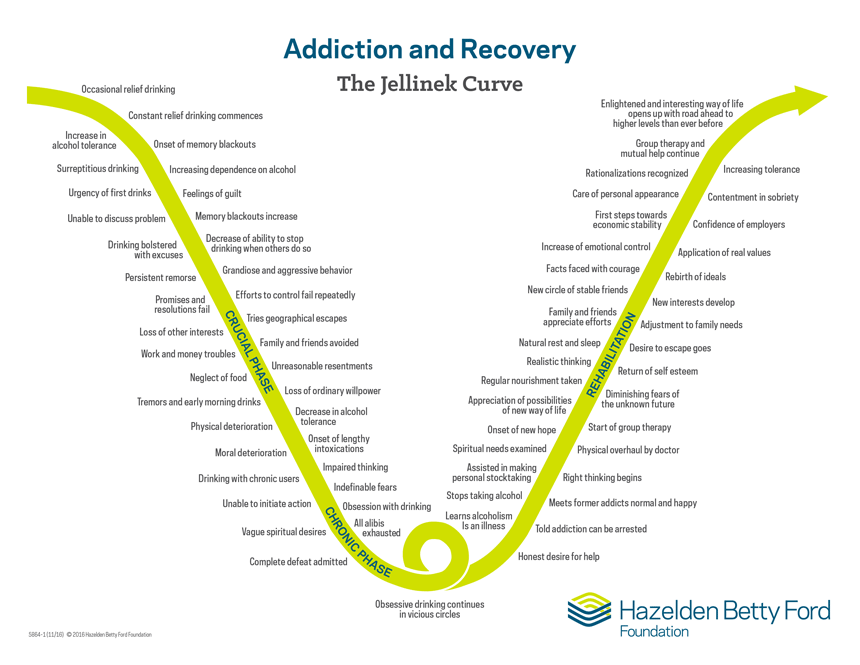 Addiction and Recovery
The Jellinek Curve
Occasional relief drinking
Constant relief drinking commences
Increase in
alcohol tolerance
Onset of memory blackouts
Surreptitious drinking
Increasing dependence on alcohol
Urgency of first drinks
Feelings of guilt
Unable to discuss problem
Memory blackouts increase
Decrease of ability to stop
drinking when others do so
Drinking bolstered
with excuses
Grandiose and aggressive behavior
Persistent remorse
Efforts to control fail repeatedly
Promises and
resolutions fail
Tries geographical escapes
Loss of other interests
Family and friends avoided
Work and money troubles
Unreasonable resentments
Neglect of food
Loss of ordinary willpower
Tremors and early morning drinks
Decrease in alcohol
tolerance
Physical deterioration
Onset of lengthy
intoxications
Moral deterioration
Impaired thinking
Drinking with chronic users
Indefinable fears
Unable to initiate action
Obsession with drinking
Vague spiritual desires
All alibis
exhausted
Complete defeat admitted
CRUCIAL PHASE
CHRONIC PHASE
Obsessive drinking continues
in vicious circles
Enlightened and interesting way of life
opens up with road ahead to
higher levels than ever before
Group therapy and
mutual help continue
Increasing tolerance
Rationalizations recognized
Contentment in sobriety
Care of personal appearance
First steps towards
economic stability
Confidence of employers
Increase of emotional control
Application of real values
Facts faced with courage
Rebirth of ideals
New circle of stable friends
New interests develop
Family and friends
appreciate efforts
Adjustment to family needs
Natural rest and sleep
Desire to escape goes
Realistic thinking
Return of self esteem
Regular nourishment taken
Diminishing fears of
the unknown future
Appreciation of possibilities
of new way of life
Start of group therapy
Onset of new hope
Physical overhaul by doctor
Spiritual needs examined
Assisted in making
personal stocktaking
Right thinking begins
Stops taking alcohol
Meets former addicts normal and happy
Learns alcoholism
Is an illness
Told addiction can be arrested
Honest desire for help
REHABILITATION
Hazelden Betty Ford
Foundation
5864-1 (11/16) © 2016 Hazelden Betty Ford Foundation